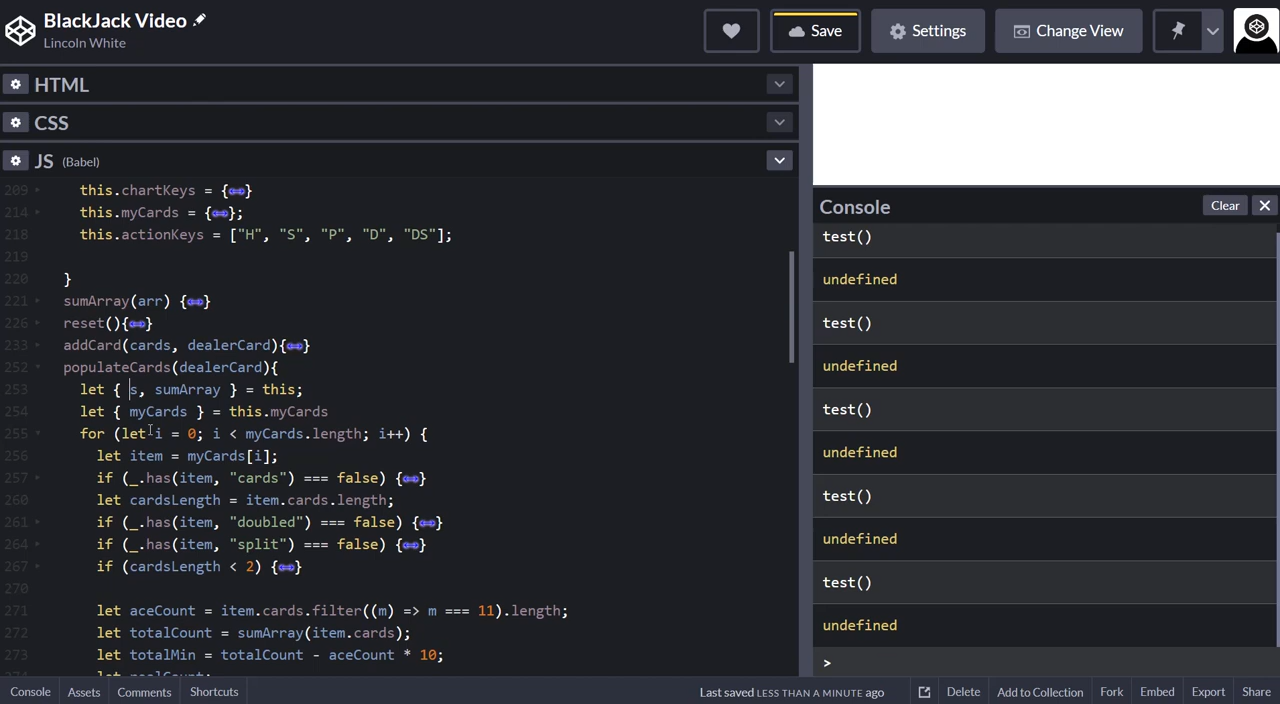 BlackJack Video
Lincoln White
Save
Settings
Change View
HTML
CSS
JS (Babel)
209 this.chartKeys = {
214 this.myCards = {};
218 this.actionKeys = ["H", "S", "P", "D", "DS"];
219
220 }
221 sumArray(arr) {}
226 reset(){}
233 addCard(cards, dealerCard){}
252 populateCards(dealerCard){
253 let { s, sumArray } = this;
254 let { myCards } = this.myCards
255 for (let i = 0; i < myCards.length; i++) {
256 let item = myCards[i];
257 if (_.has(item, "cards") === false) {}
260 let cardsLength = item.cards.length;
261 if (_.has(item, "doubled") === false) {}
264 if (_.has(item, "split") === false) {}
267 if (cardsLength < 2) {}
270
271 let aceCount = item.cards.filter((m) => m === 11).length;
272 let totalCount = sumArray(item.cards);
273 let totalMin = totalCount - aceCount * 10;
Console
Clear
test()
undefined
test()
undefined
test()
undefined
test()
undefined
test()
undefined
>
Console
Assets
Comments
Shortcuts
Last saved LESS THAN A MINUTE ago
Delete
Add to Collection
Fork
Embed
Export
Share